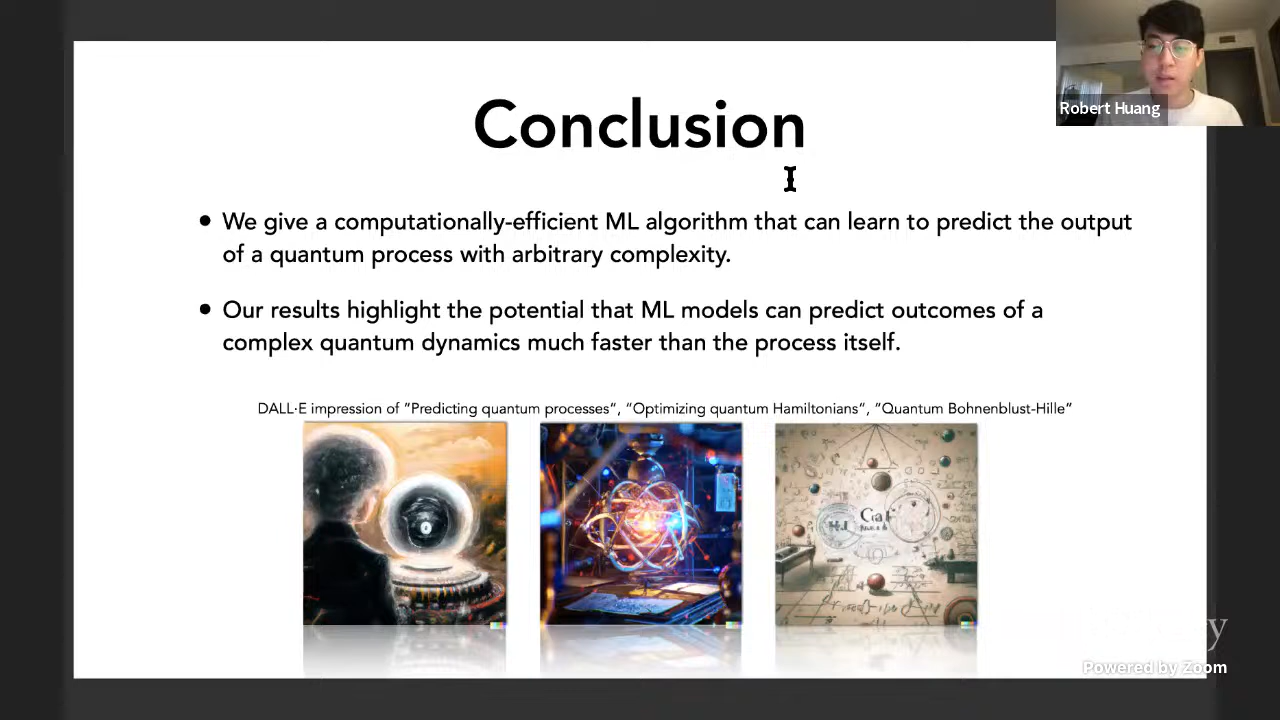 Conclusion
Robert Huang
• We give a computationally-efficient ML algorithm that can learn to predict the output
of a quantum process with arbitrary complexity.
• Our results highlight the potential that ML models can predict outcomes of a
complex quantum dynamics much faster than the process itself.
DALL·E impression of “Predicting quantum processes”, “Optimizing quantum Hamiltonians”, “Quantum Bohnenblust-Hille”
Powered by Zoom